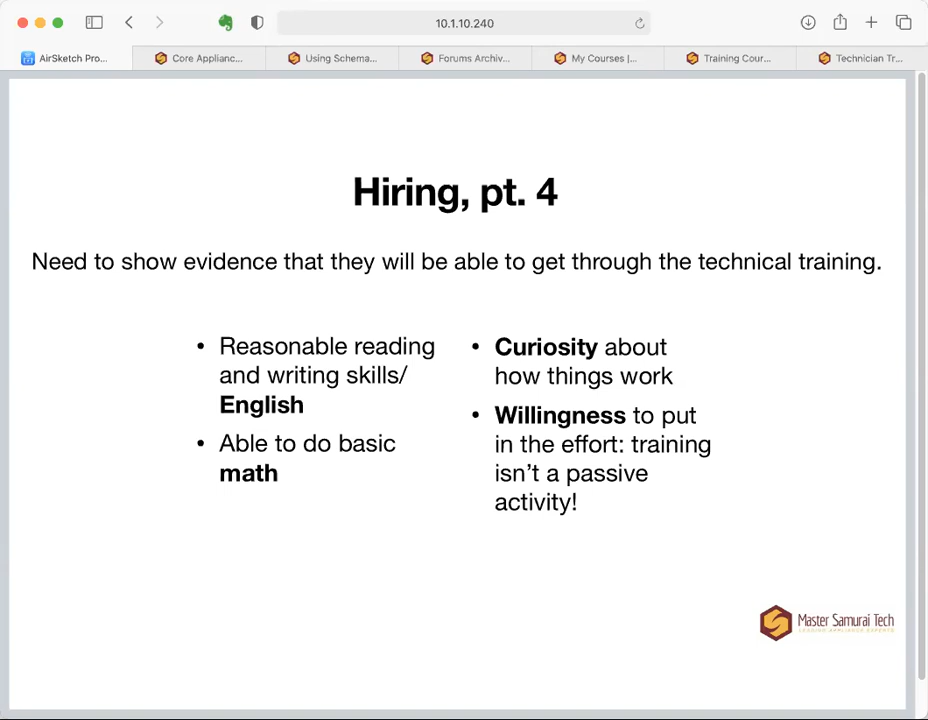 10.1.10.240
AirSketch Pro...
Core Applianc...
Using Schema...
Forums Archiv...
My Courses |...
Training Cour...
Technician Tr...
Hiring, pt. 4
Need to show evidence that they will be able to get through the technical training.
• Reasonable reading
and writing skills/
English
• Able to do basic
math
• Curiosity about
how things work
• Willingness to put
in the effort: training
isn't a passive
activity!
Master Samurai Tech